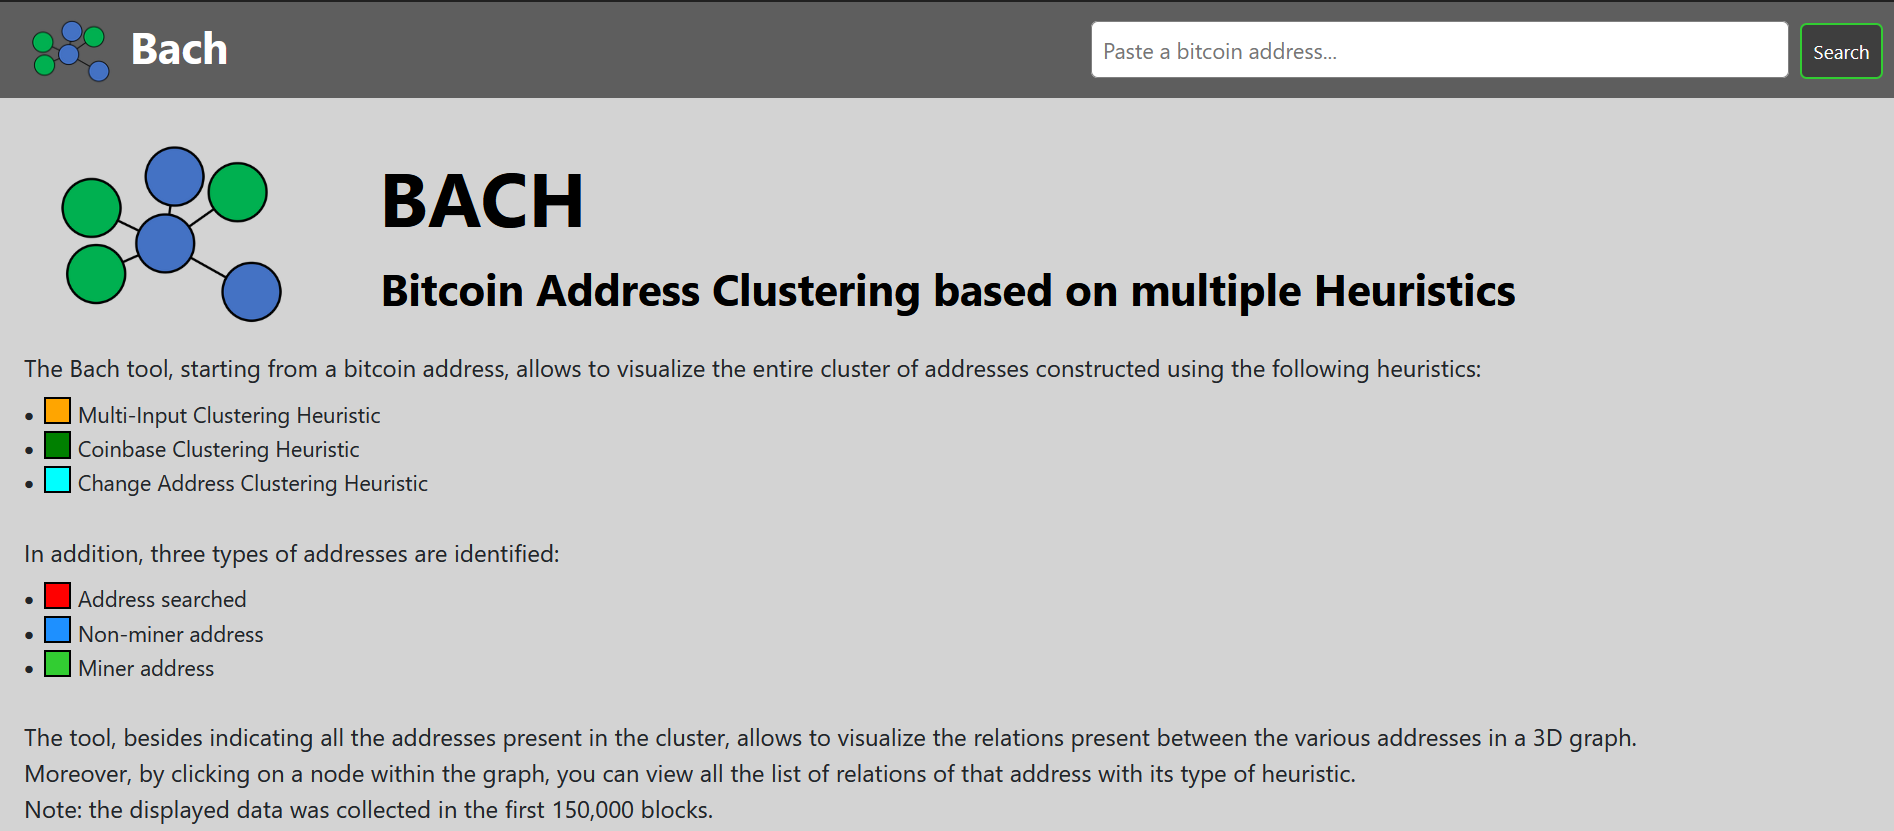 Bach
Paste a bitcoin address...
Search
BACH
Bitcoin Address Clustering based on multiple Heuristics
The Bach tool, starting from a bitcoin address, allows to visualize the entire cluster of addresses constructed using the following heuristics:
• Multi-Input Clustering Heuristic
• Coinbase Clustering Heuristic
• Change Address Clustering Heuristic
In addition, three types of addresses are identified:
• Address searched
• Non-miner address
• Miner address
The tool, besides indicating all the addresses present in the cluster, allows to visualize the relations present between the various addresses in a 3D graph.
Moreover, by clicking on a node within the graph, you can view all the list of relations of that address with its type of heuristic.
Note: the displayed data was collected in the first 150,000 blocks.